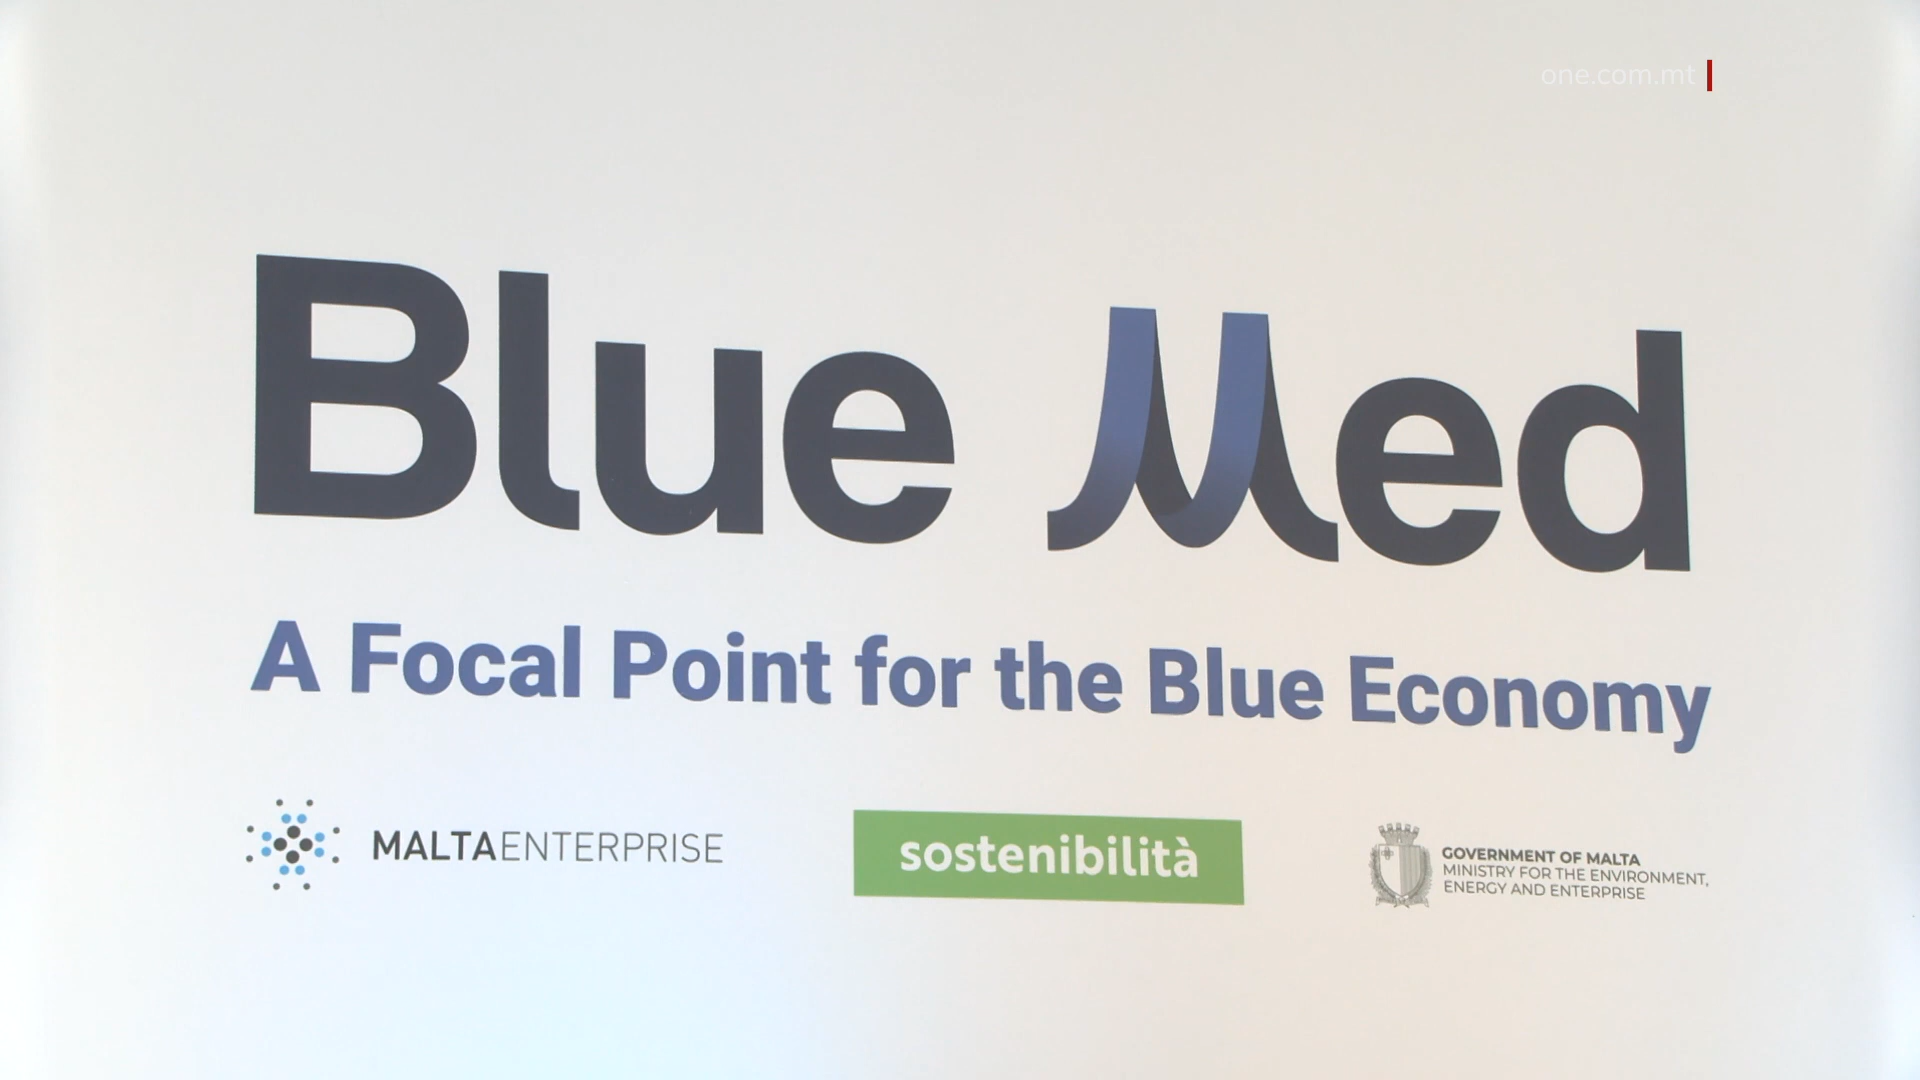 one.com.mt
Blue Med
A Focal Point for the Blue Economy
MALTAENTERPRISE
sostenibilità
GOVERNMENT OF MALTA
MINISTRY FOR THE ENVIRONMENT,
ENERGY AND ENTERPRISE